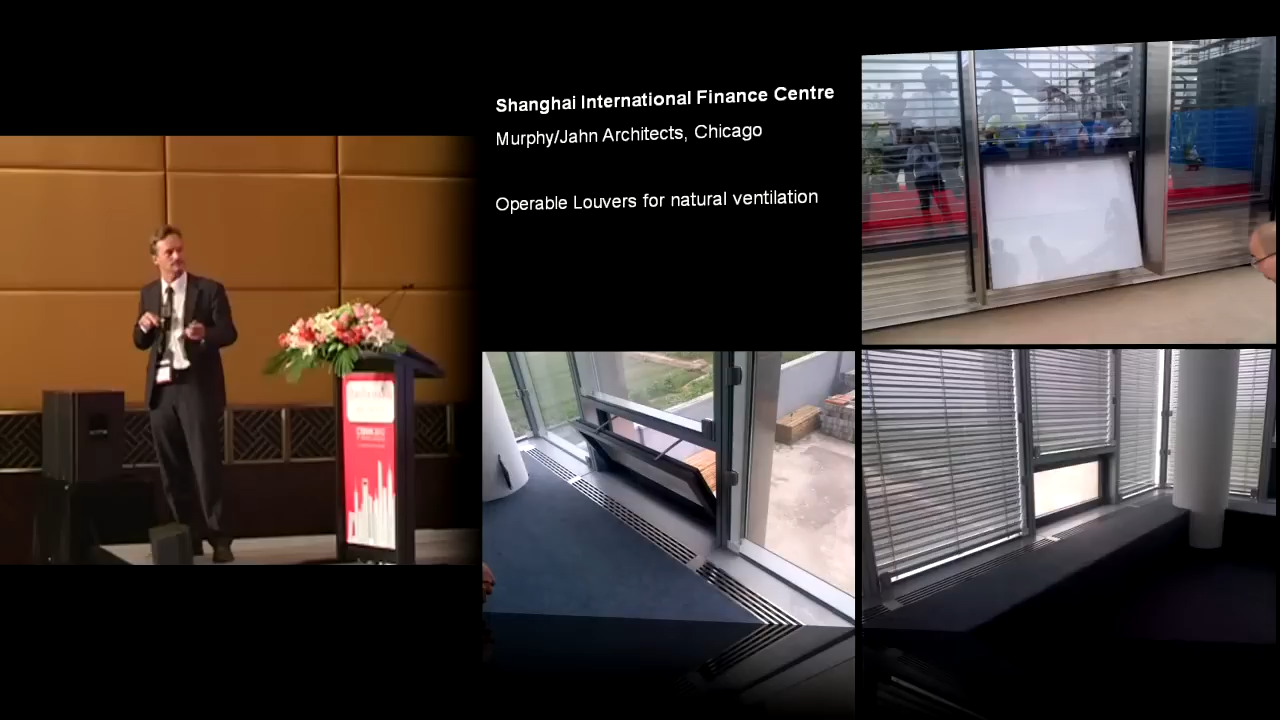 Shanghai International Finance Centre
Murphy/Jahn Architects, Chicago
Operable Louvers for natural ventilation